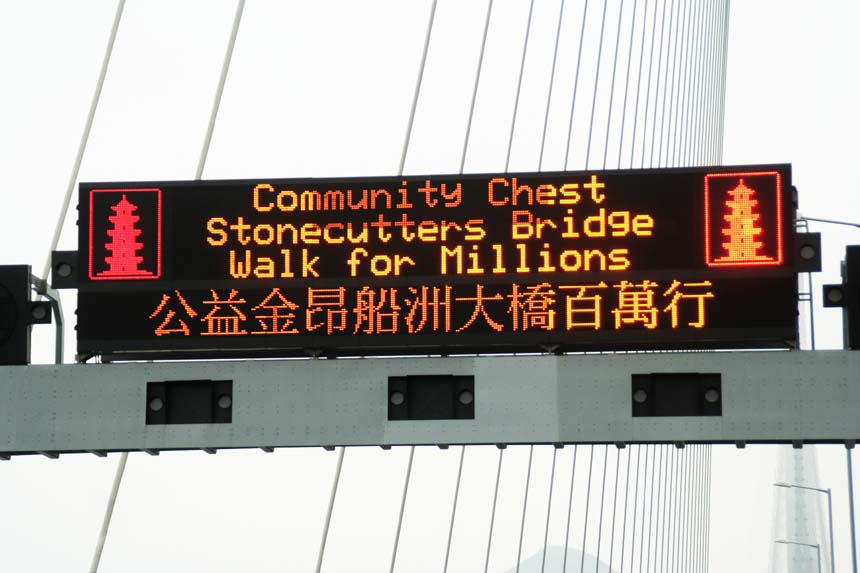 Community Chest
Stonecutters Bridge
Walk for Millions
公益金昂船洲大橋百萬行